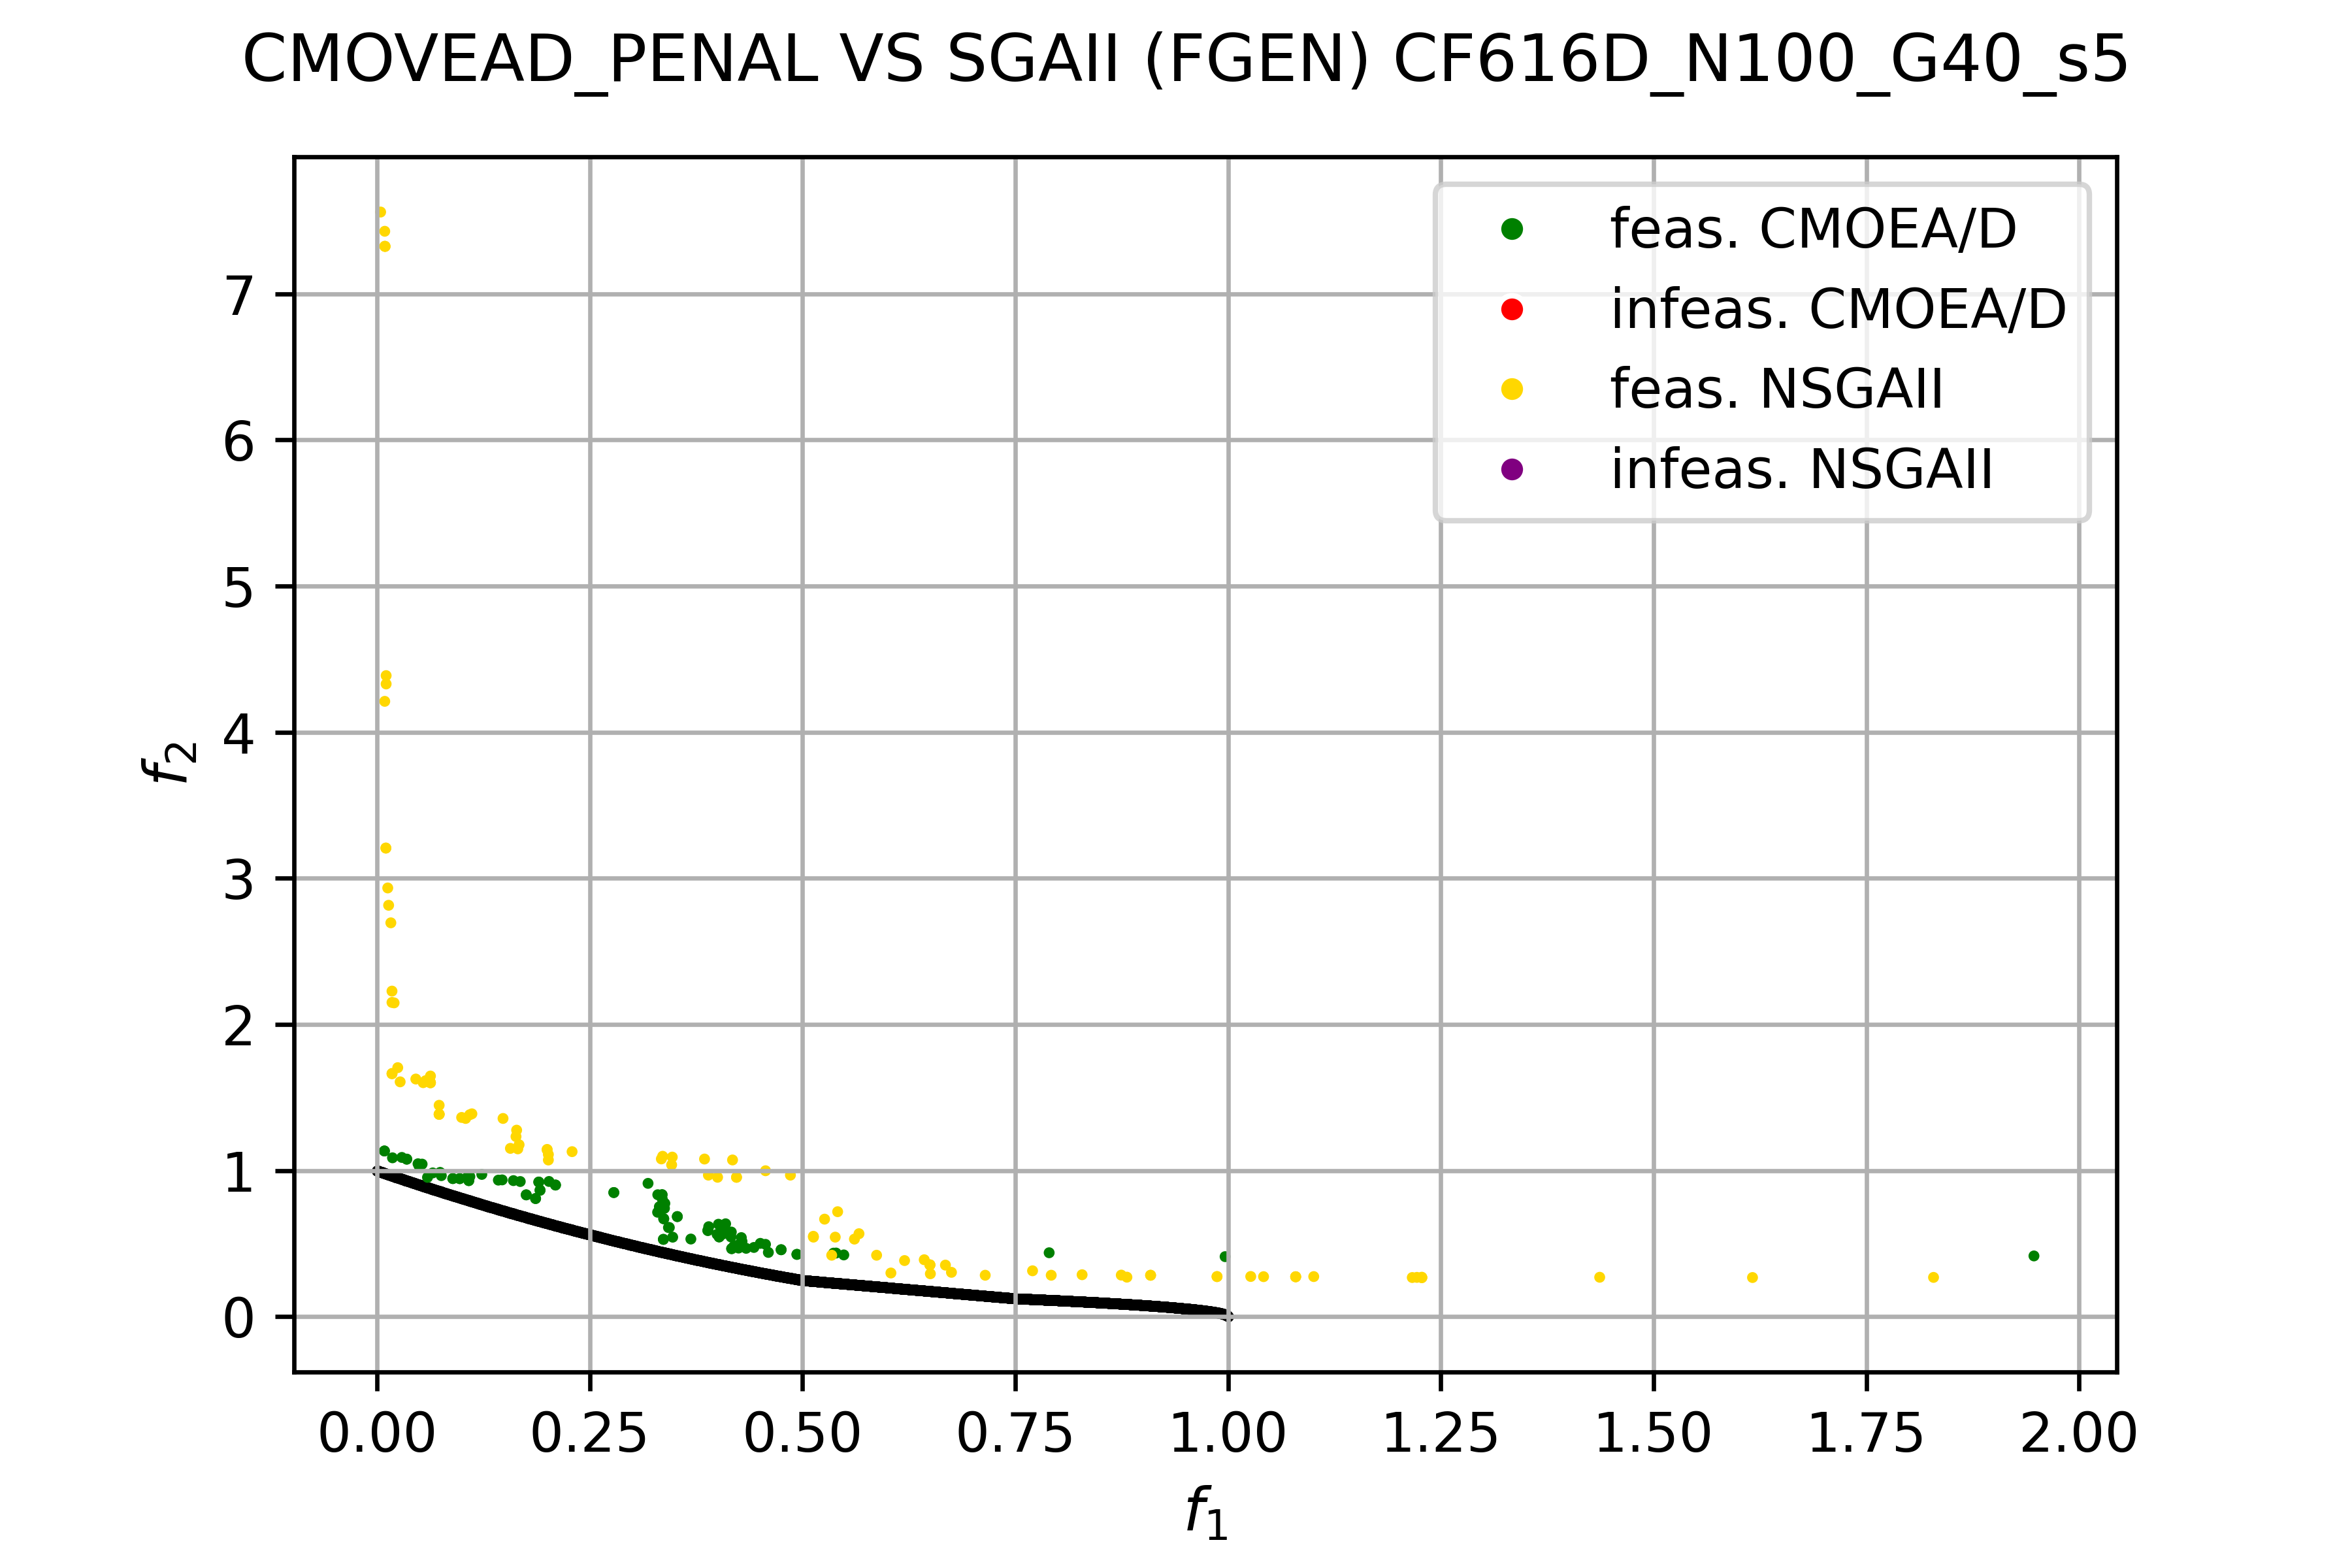 CMOVEAD_PENAL VS SGAII (FGEN) CF616D_N100_G40_s5
feas. CMOEA/D
infeas. CMOEA/D
feas. NSGAII
infeas. NSGAII
7
6
5
4
3
2
1
0
f2
0.00 0.25 0.50 0.75 1.00 1.25 1.50 1.75 2.00
f1